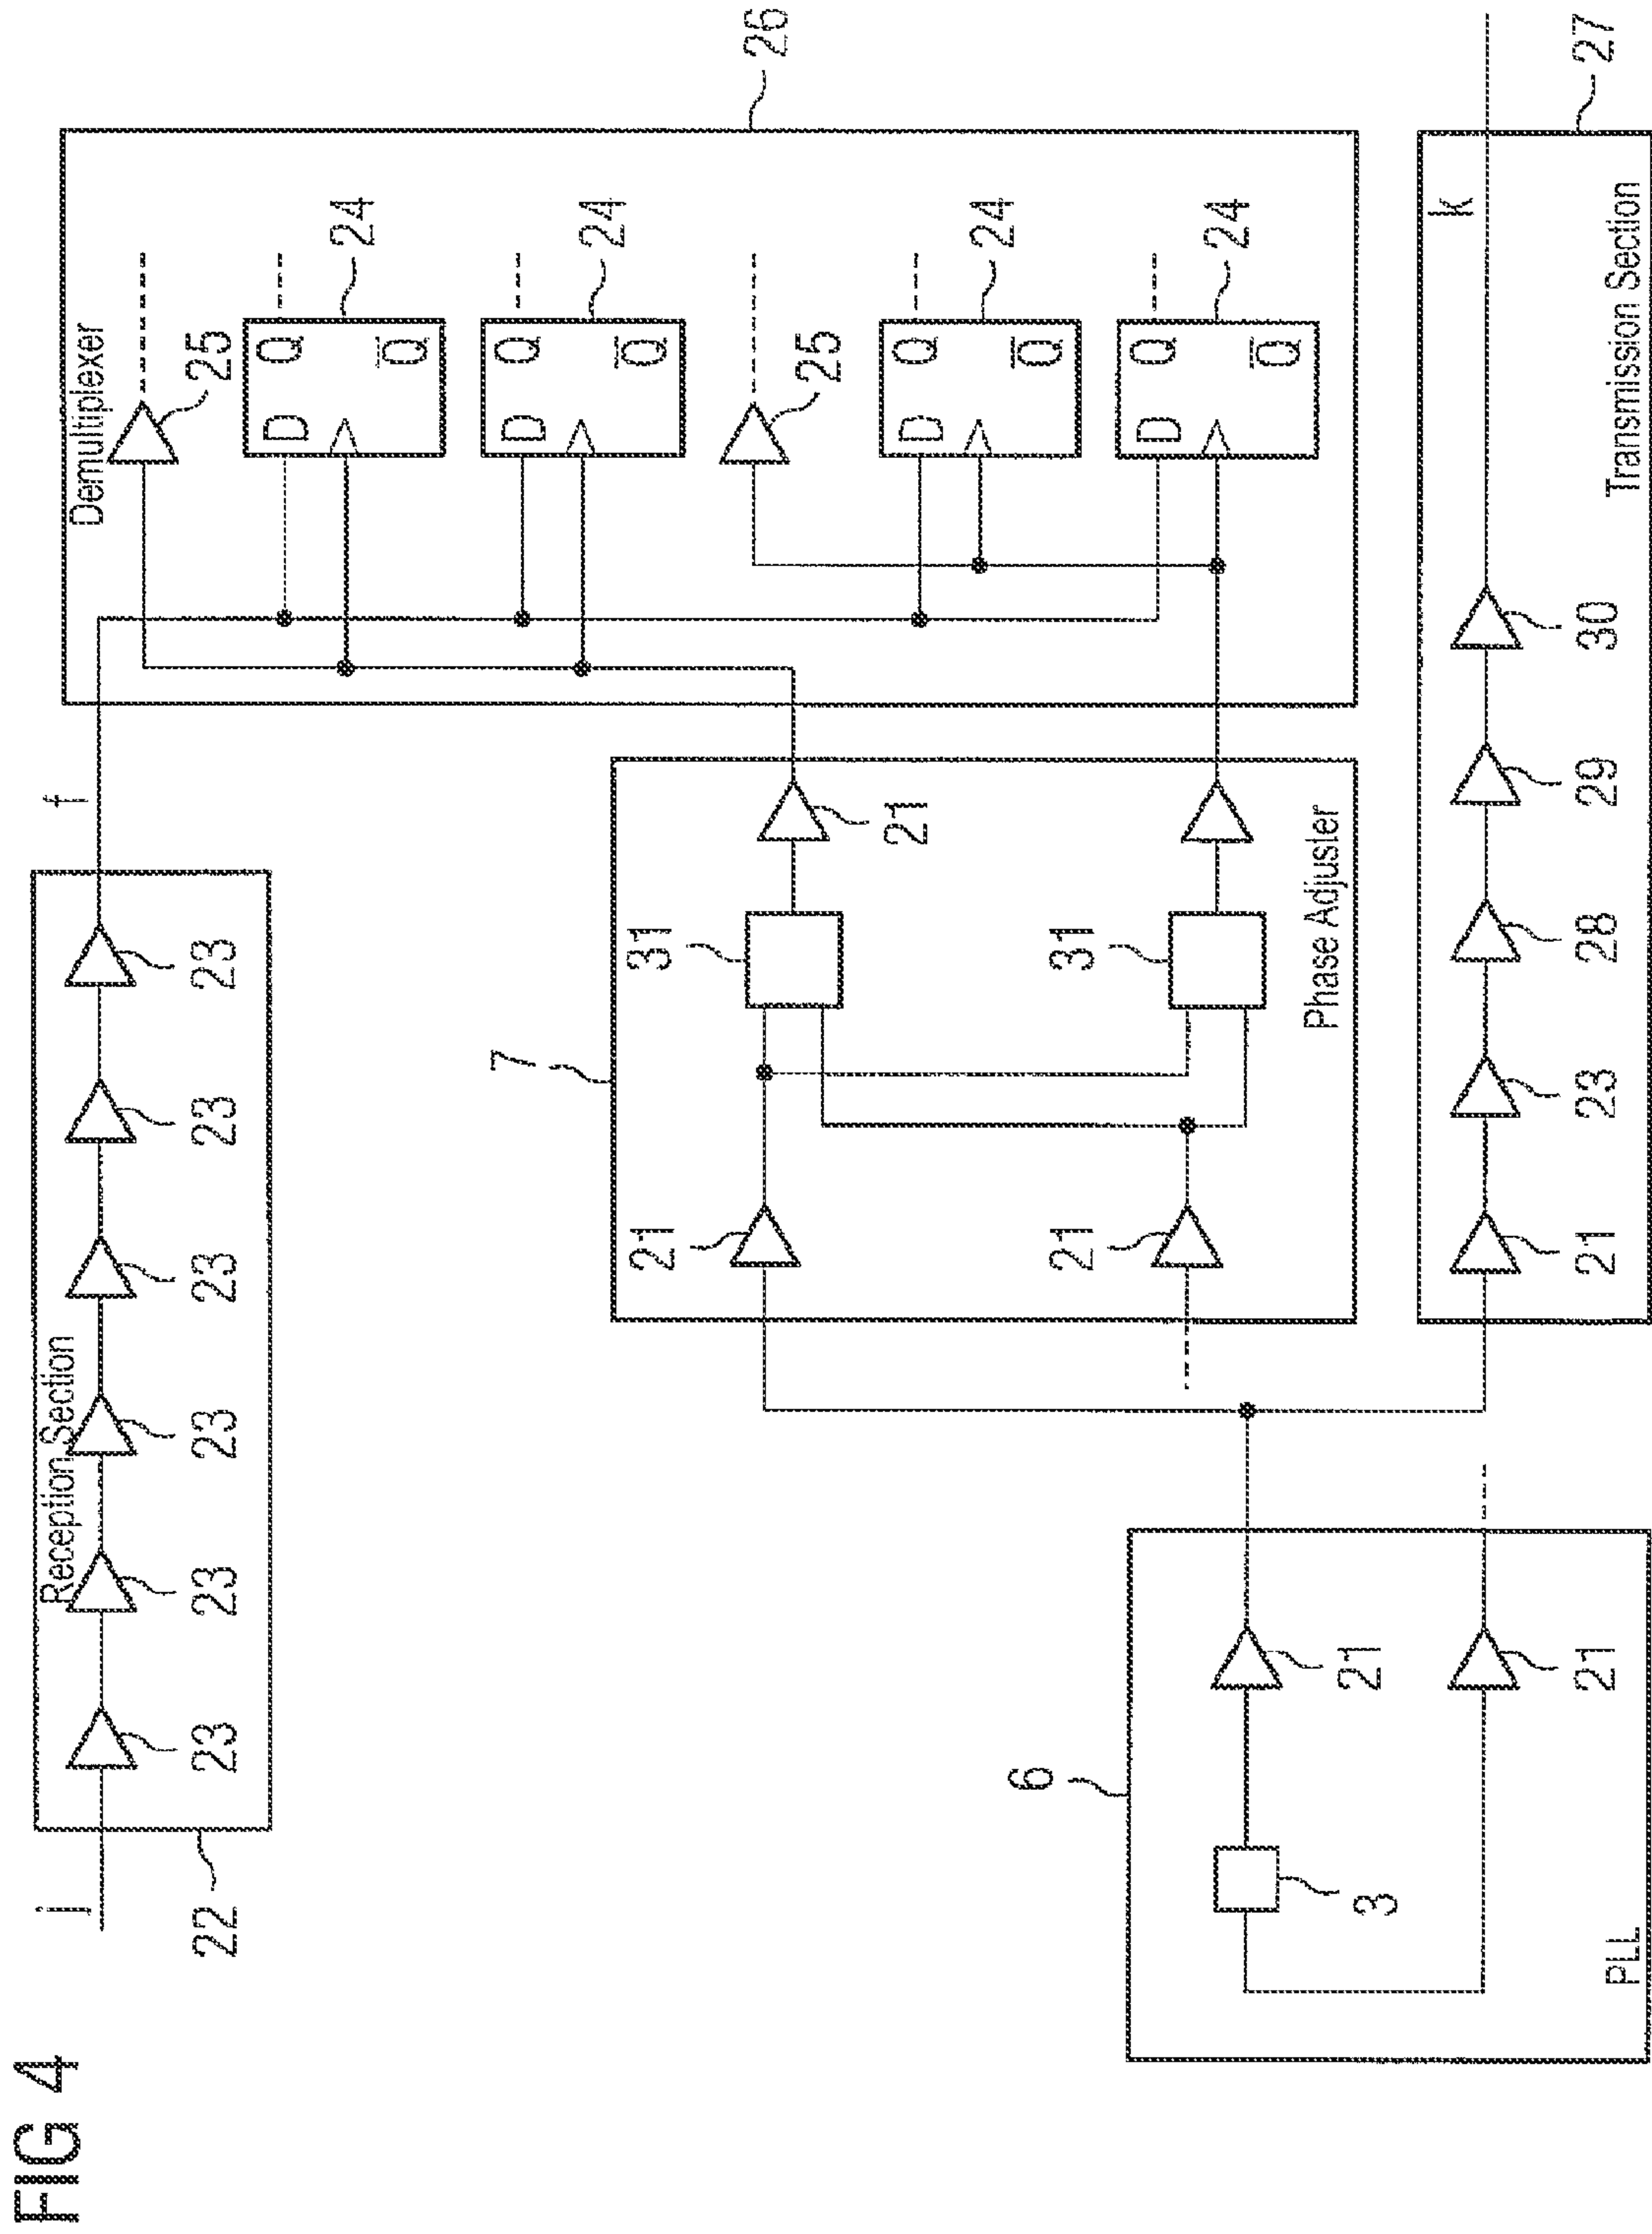 FIG 4
j
22
Reception Section
23
23
23
23
23
23
f
Demultiplexer
26
25
D
Q
Q̅
24
D
Q
Q̅
24
25
D
Q
Q̅
24
D
Q
Q̅
24
7
21
21
31
31
21
Phase Adjuster
6
3
21
21
PLL
21
23
28
29
30
k
Transmission Section
27